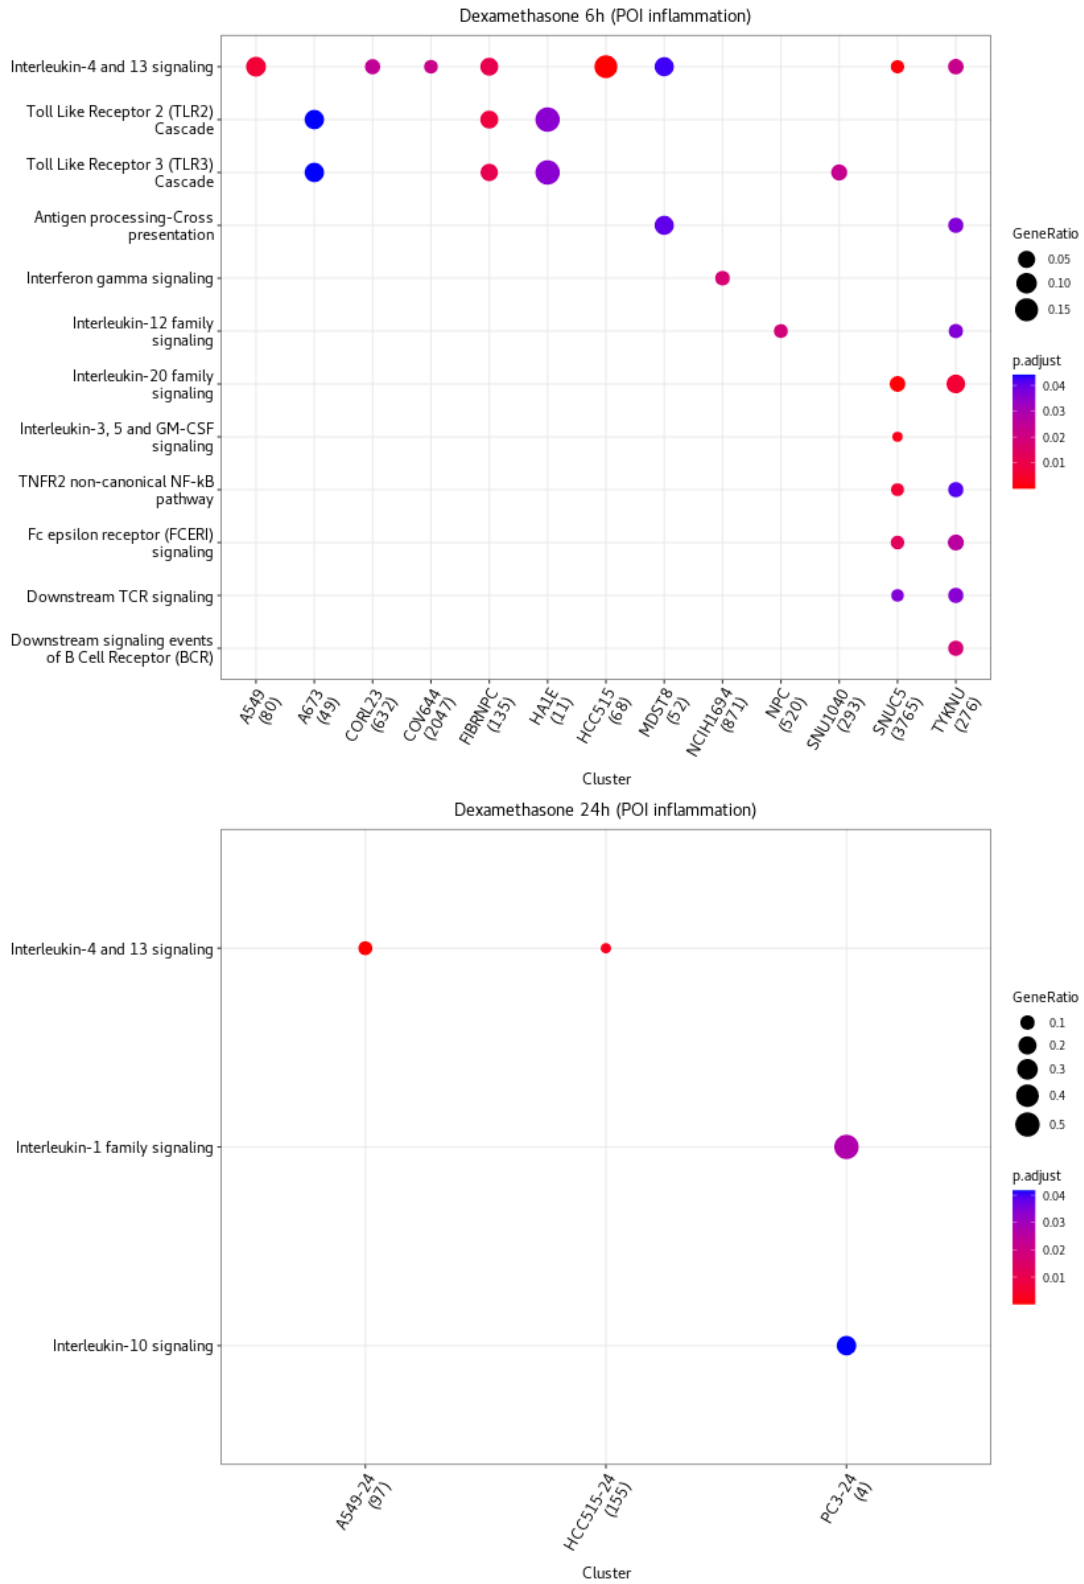 Dexamethasone 6h (POI inflammation)
Interleukin-4 and 13 signaling
Toll Like Receptor 2 (TLR2)
Cascade
Toll Like Receptor 3 (TLR3)
Cascade
Antigen processing-Cross
presentation
Interferon gamma signaling
Interleukin-12 family
signaling
Interleukin-20 family
signaling
Interleukin-3, 5 and GM-CSF
signaling
TNFR2 non-canonical NF-kB
pathway
Fc epsilon receptor (FCERI)
signaling
Downstream TCR signaling
Downstream signaling events
of B Cell Receptor (BCR)
A549
(80)
A673
(49)
CORL23
(632)
COV644
(2047)
FIBRNPC
(135)
HA1E
(11)
HCC515
(68)
MDST8
(52)
NCIH1694
(871)
NPC
(520)
SNU1040
(293)
SNUC5
(3765)
TYKNU
(276)
Cluster
GeneRatio
0.05
0.10
0.15
p.adjust
0.04
0.03
0.02
0.01
Dexamethasone 24h (POI inflammation)
Interleukin-4 and 13 signaling
Interleukin-1 family signaling
Interleukin-10 signaling
A549-24
(97)
HCC515-24
(155)
PC3-24
(4)
Cluster
GeneRatio
0.1
0.2
0.3
0.4
0.5
p.adjust
0.04
0.03
0.02
0.01